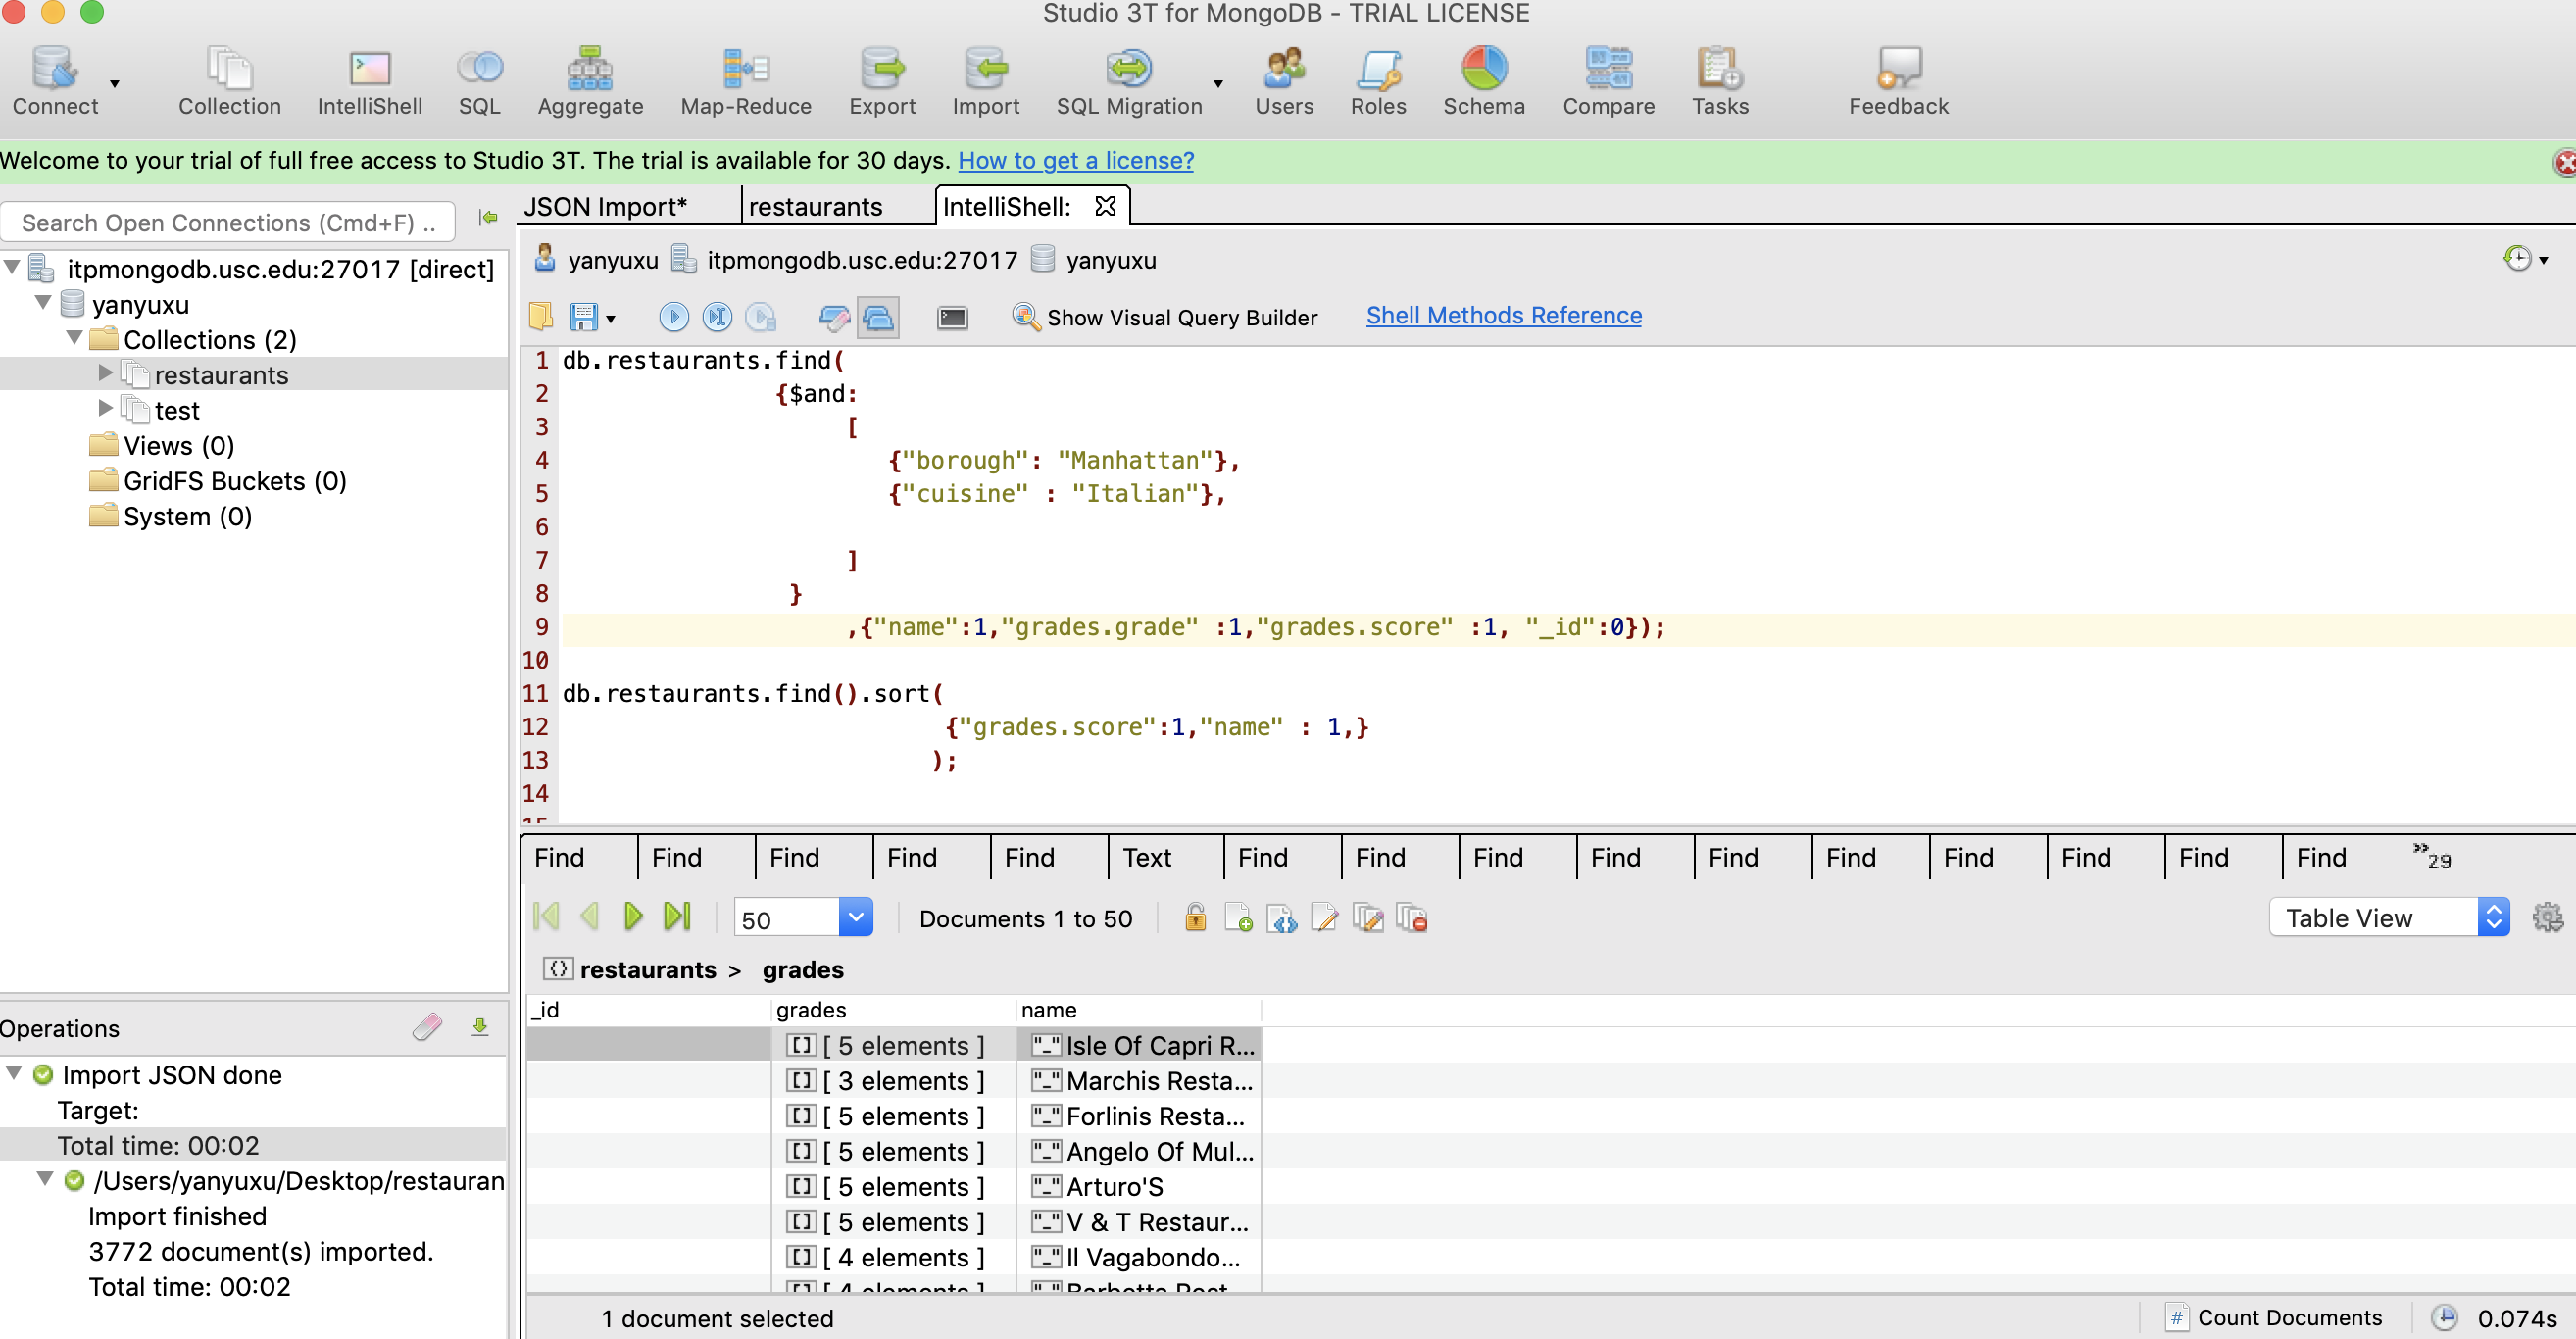 Studio 3T for MongoDB - TRIAL LICENSE
Connect Collection IntelliShell SQL Aggregate Map-Reduce Export Import SQL Migration Users Roles Schema Compare Tasks Feedback
Welcome to your trial of full free access to Studio 3T. The trial is available for 30 days. How to get a license?
Search Open Connections (Cmd+F) ..
itpmongodb.usc.edu:27017 [direct]
yanyuxu
Collections (2)
restaurants
test
Views (0)
GridFS Buckets (0)
System (0)
JSON Import* restaurants IntelliShell:
yanyuxu itpmongodb.usc.edu:27017 yanyuxu
Show Visual Query Builder Shell Methods Reference
1 db.restaurants.find(
2 {$and:
3 [
4 {"borough": "Manhattan"},
5 {"cuisine" : "Italian"},
6
7 ]
8 }
9 ,{"name":1,"grades.grade" :1,"grades.score" :1, "_id":0});
10
11 db.restaurants.find().sort(
12 {"grades.score":1,"name" : 1,}
13 );
14
Find Find Find Find Find Text Find Find Find Find Find Find Find Find Find Find »29
50 Documents 1 to 50 Table View
restaurants > grades
_id grades name
[ 5 elements ] Isle Of Capri R...
[ 3 elements ] Marchis Resta...
[ 5 elements ] Forlinis Resta...
[ 5 elements ] Angelo Of Mul...
[ 5 elements ] Arturo'S
[ 5 elements ] V & T Restaur...
[ 4 elements ] Il Vagabondo...
1 document selected Count Documents 0.074s
Operations
Import JSON done
Target:
Total time: 00:02
/Users/yanyuxu/Desktop/restauran
Import finished
3772 document(s) imported.
Total time: 00:02